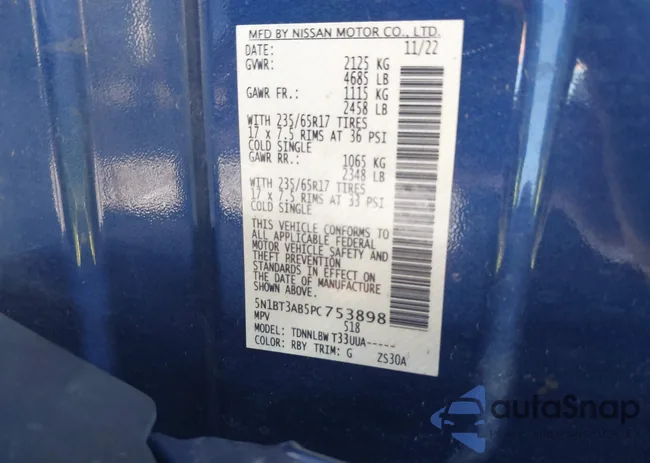 MFD BY NISSAN MOTOR CO., LTD.
DATE: 11/22
GVWR: 2125 KG
4685 LB
GAWR FR.: 1115 KG
2458 LB
WITH 235/65R17 TIRES
17 x 7.5 RIMS AT 36 PSI
COLD SINGLE
GAWR RR.: 1065 KG
2348 LB
WITH 235/65R17 TIRES
17 x 7.5 RIMS AT 33 PSI
COLD SINGLE
THIS VEHICLE CONFORMS TO
ALL APPLICABLE FEDERAL
MOTOR VEHICLE SAFETY AND
THEFT PREVENTION
STANDARDS IN EFFECT ON
THE DATE OF MANUFACTURE
SHOWN ABOVE.
5N1BT3AB5PC753898
MPV 518
MODEL: TDNNLBW T33UUA-----
COLOR: RBY TRIM: G ZS30A
autaSnap